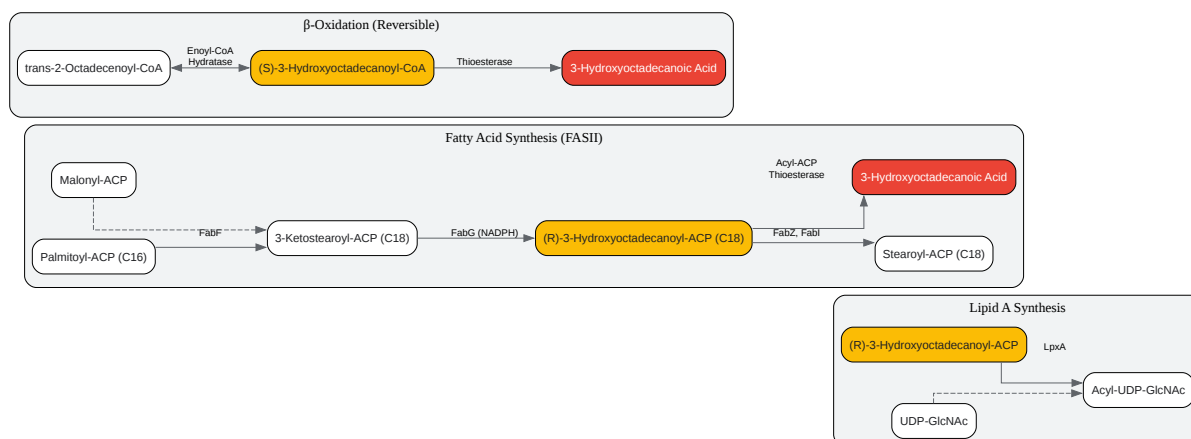 β-Oxidation (Reversible)
trans-2-Octadecenoyl-CoA
Enoyl-CoA
Hydratase
(S)-3-Hydroxyoctadecanoyl-CoA
Thioesterase
3-Hydroxyoctadecanoic Acid
Fatty Acid Synthesis (FASII)
Malonyl-ACP
Palmitoyl-ACP (C16)
FabF
3-Ketostearoyl-ACP (C18)
FabG (NADPH)
(R)-3-Hydroxyoctadecanoyl-ACP (C18)
Acyl-ACP
Thioesterase
3-Hydroxyoctadecanoic Acid
FabZ, FabI
Stearoyl-ACP (C18)
Lipid A Synthesis
(R)-3-Hydroxyoctadecanoyl-ACP
LpxA
UDP-GlcNAc
Acyl-UDP-GlcNAc